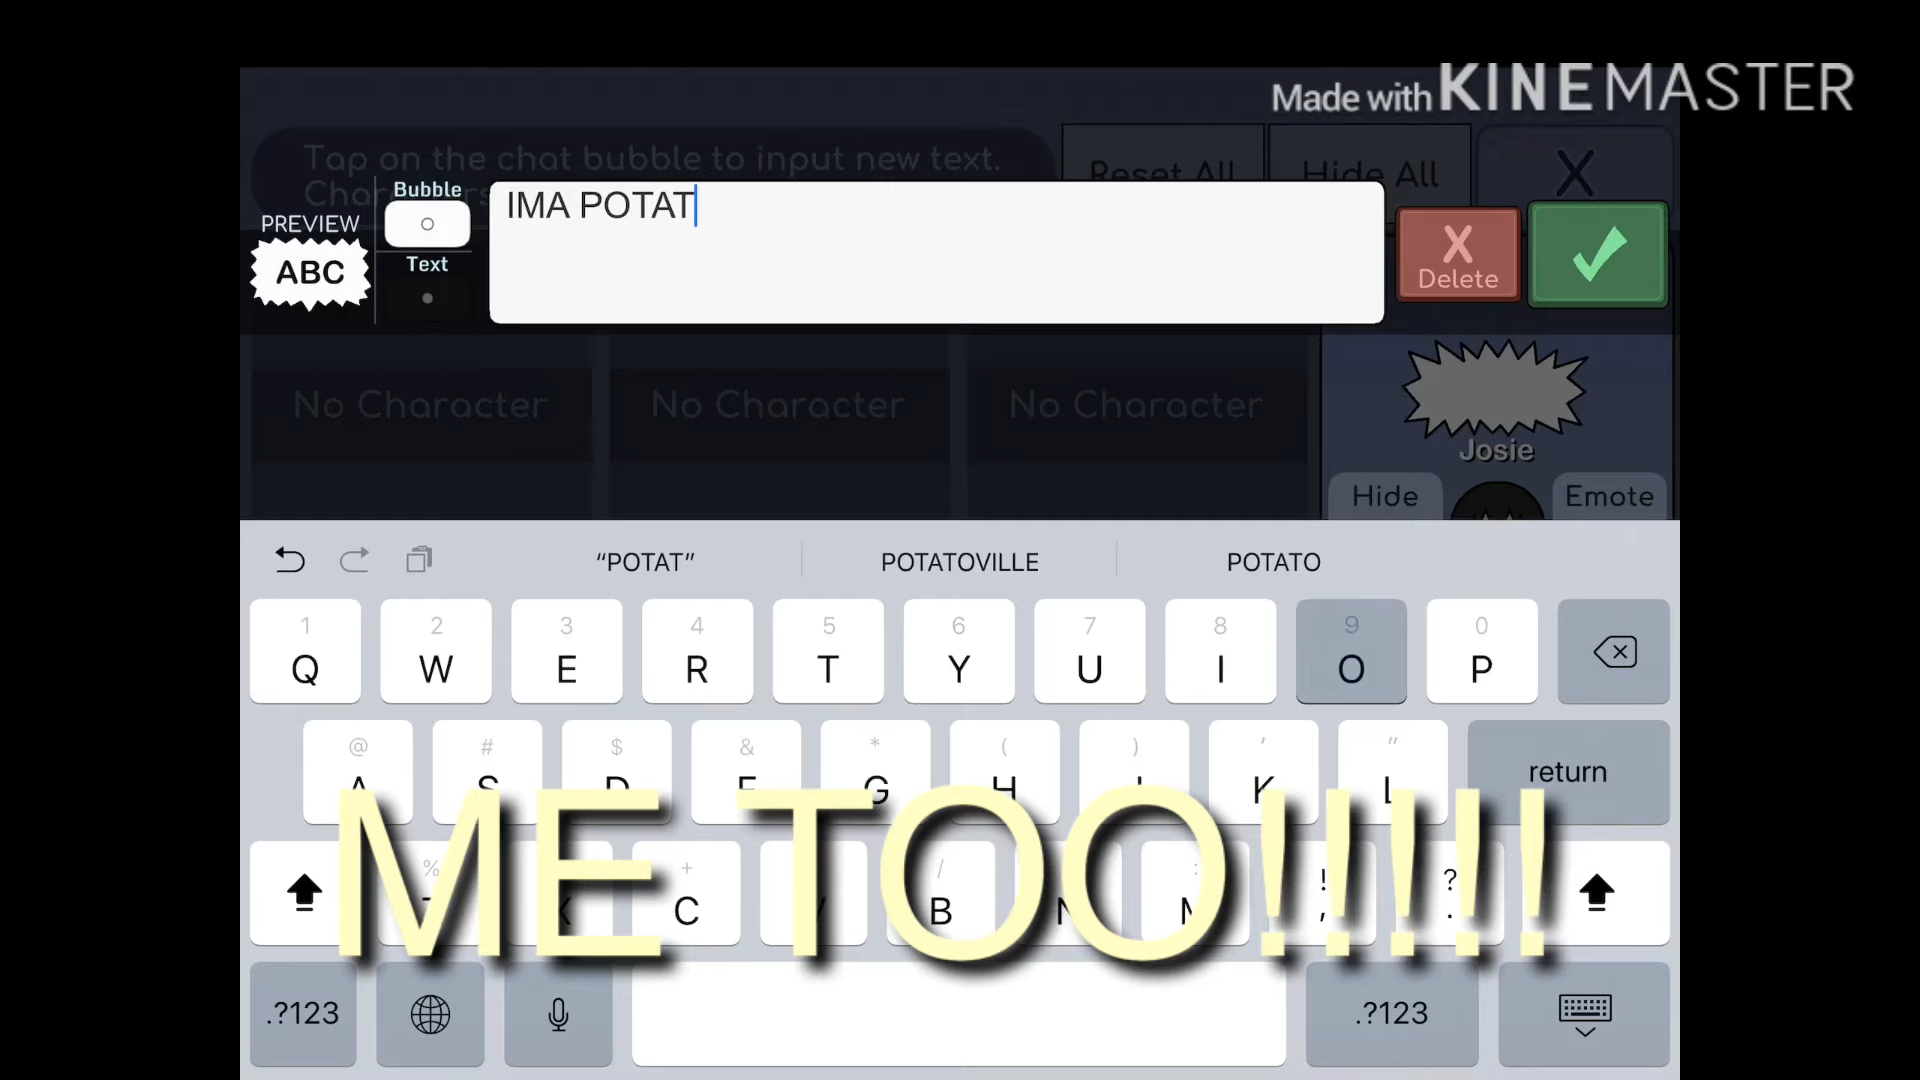 Made with KINEMASTER
Tap on the chat bubble to input new text.
Reset All
Hide All
X
Bubble
IMA POTAT
PREVIEW
ABC
Text
X
Delete
No Character
No Character
No Character
Josie
Hide
Emote
“POTAT”
POTATOVILLE
POTATO
1 2 3 4 5 6 7 8 9 0
Q W E R T Y U I O P
@ # $ & * ( ) ' "
A S D F G H J K L
return
ME TOO!!!!!
% + / : ! ?
X C V B N M , .
.?123
.?123